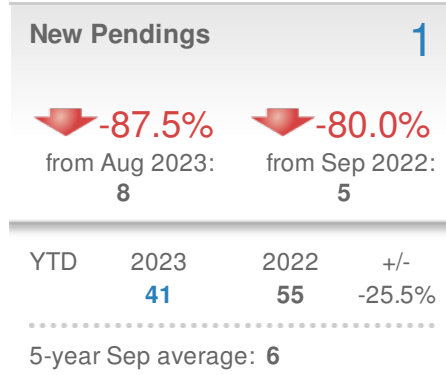 New Pendings 1
-87.5% -80.0%
from Aug 2023: from Sep 2022:
8 5
YTD 2023 2022 +/-
41 55 -25.5%
5-year Sep average: 6